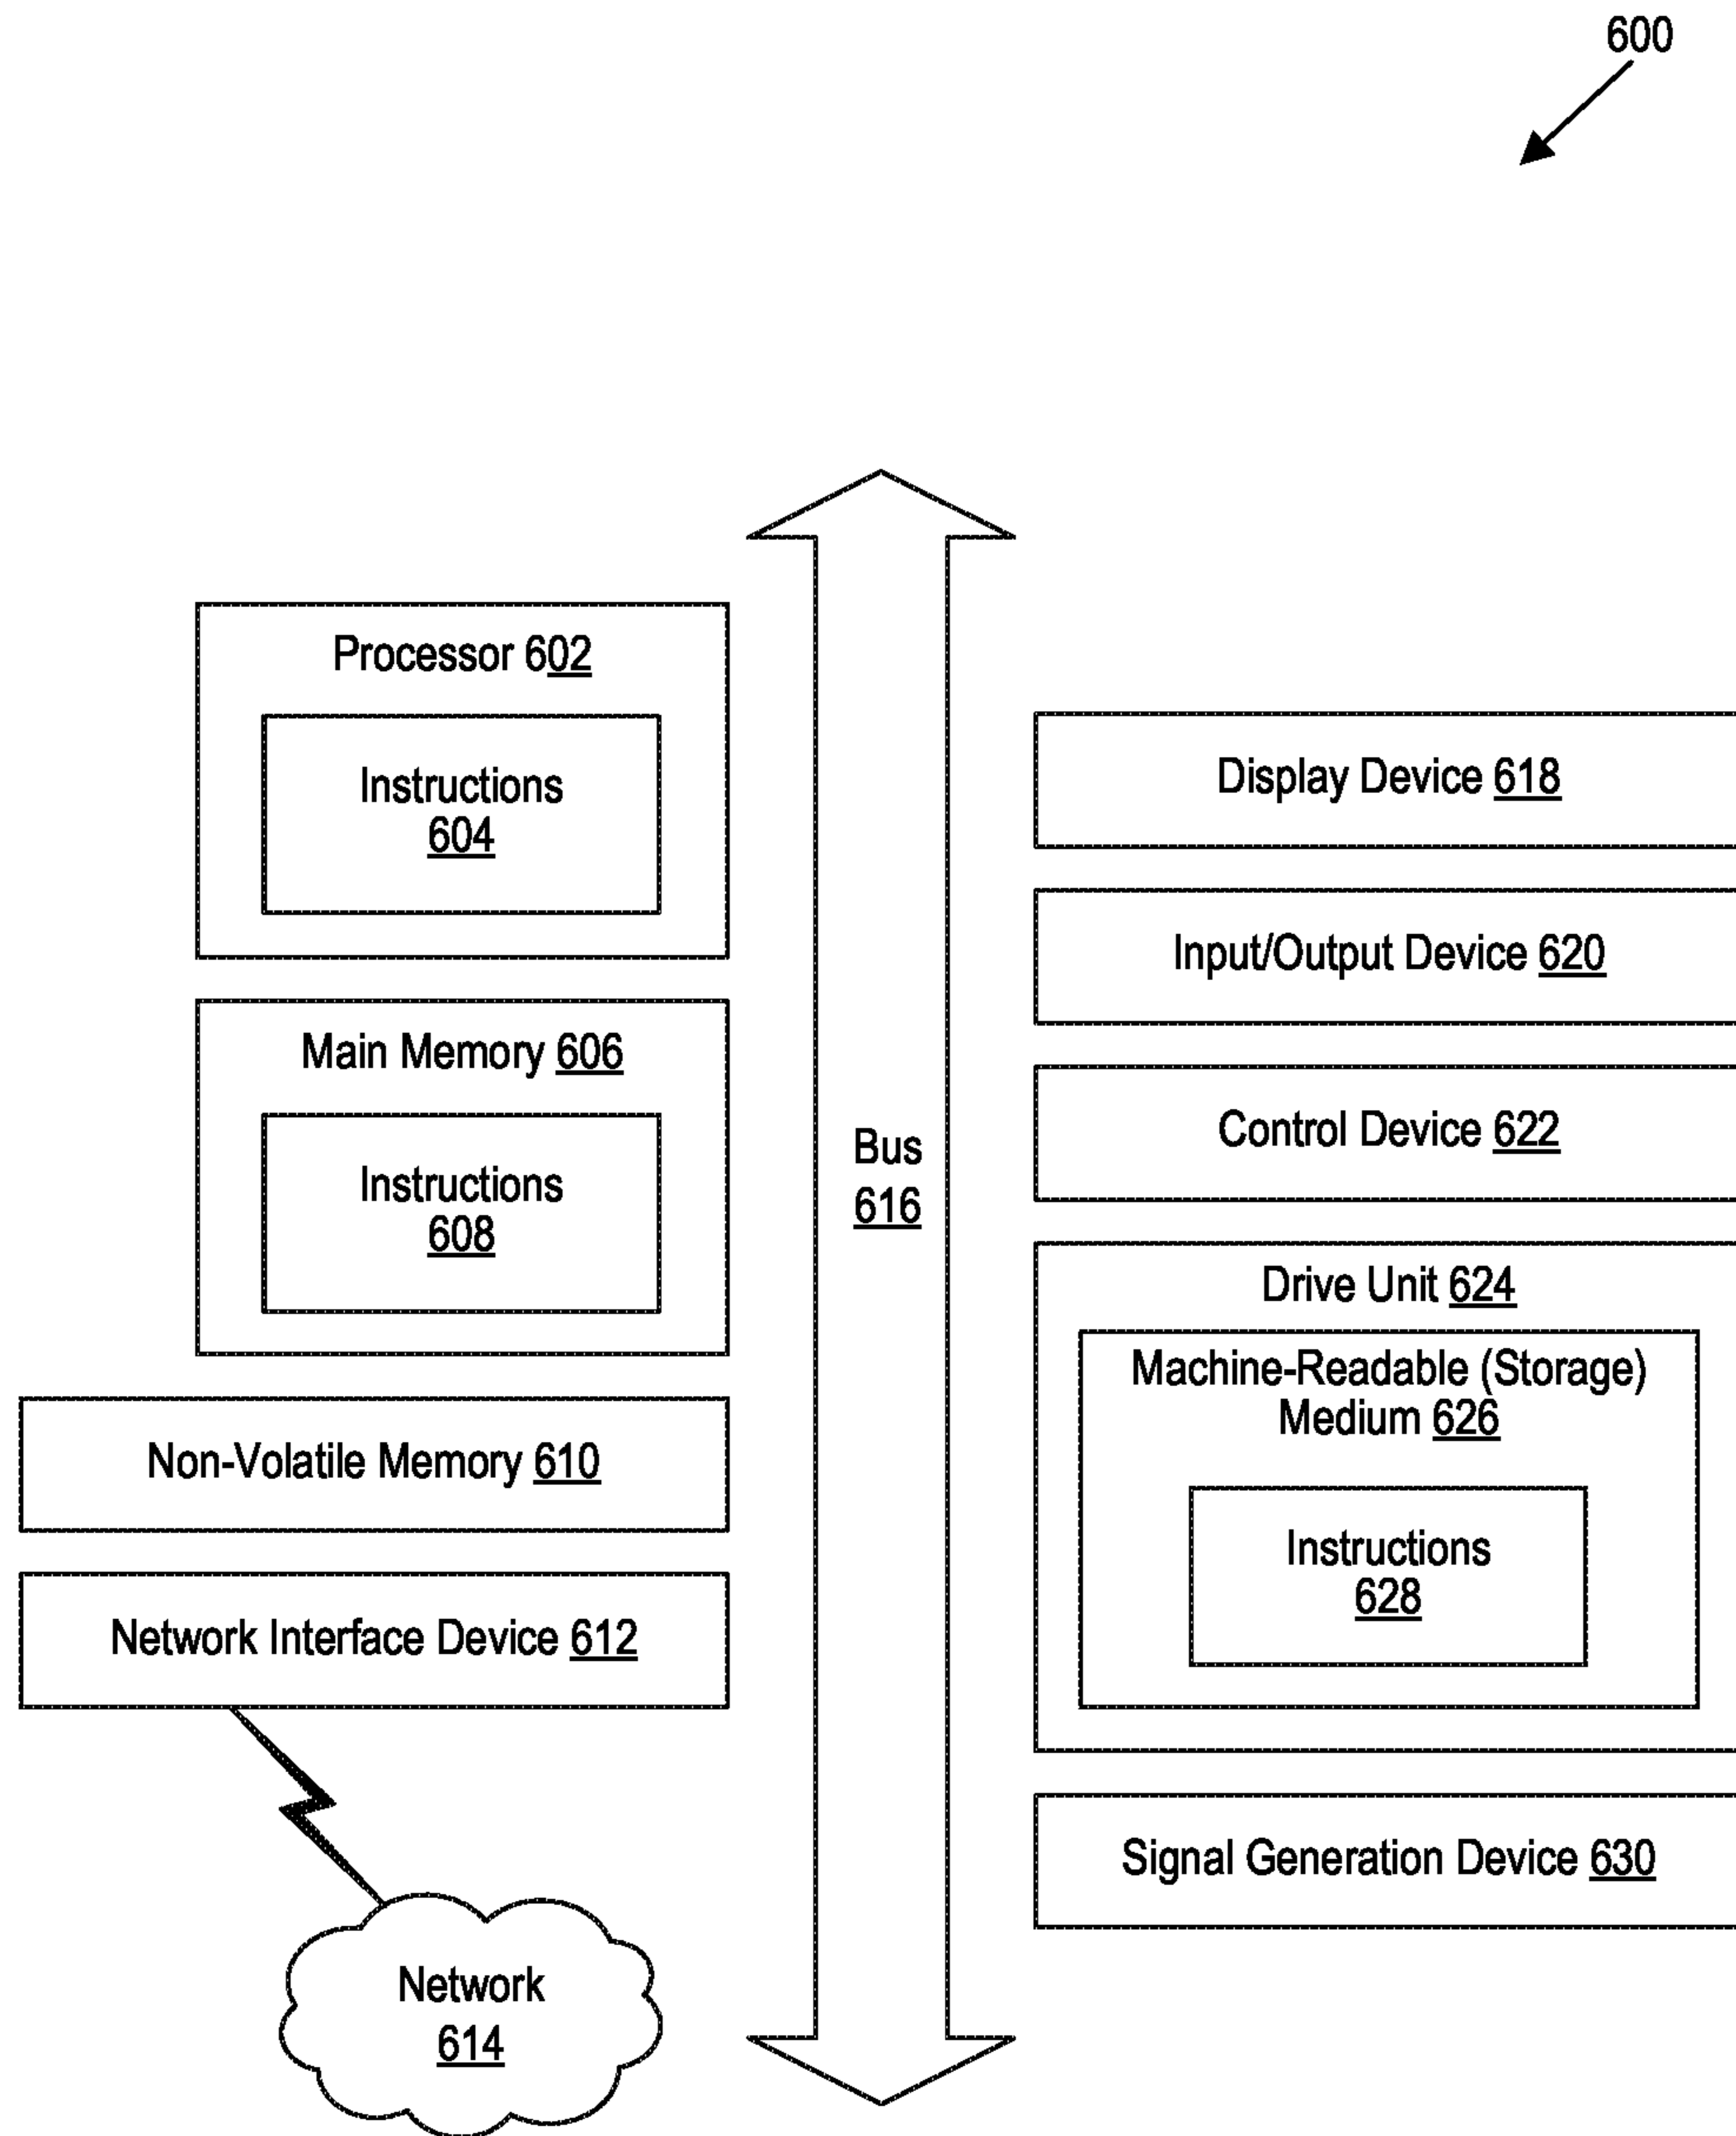 600
Processor 602
Instructions
604
Main Memory 606
Instructions
608
Non-Volatile Memory 610
Network Interface Device 612
Network
614
Bus
616
Display Device 618
Input/Output Device 620
Control Device 622
Drive Unit 624
Machine-Readable (Storage)
Medium 626
Instructions
628
Signal Generation Device 630